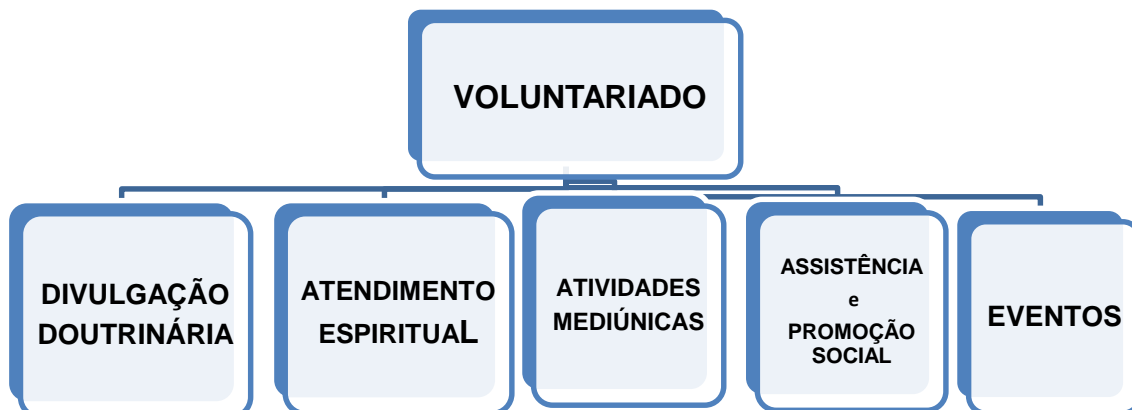 VOLUNTARIADO
DIVULGAÇÃO
DOUTRINÁRIA
ATENDIMENTO
ESPIRITUAL
ATIVIDADES
MEDIÚNICAS
ASSISTÊNCIA
e
PROMOÇÃO
SOCIAL
EVENTOS